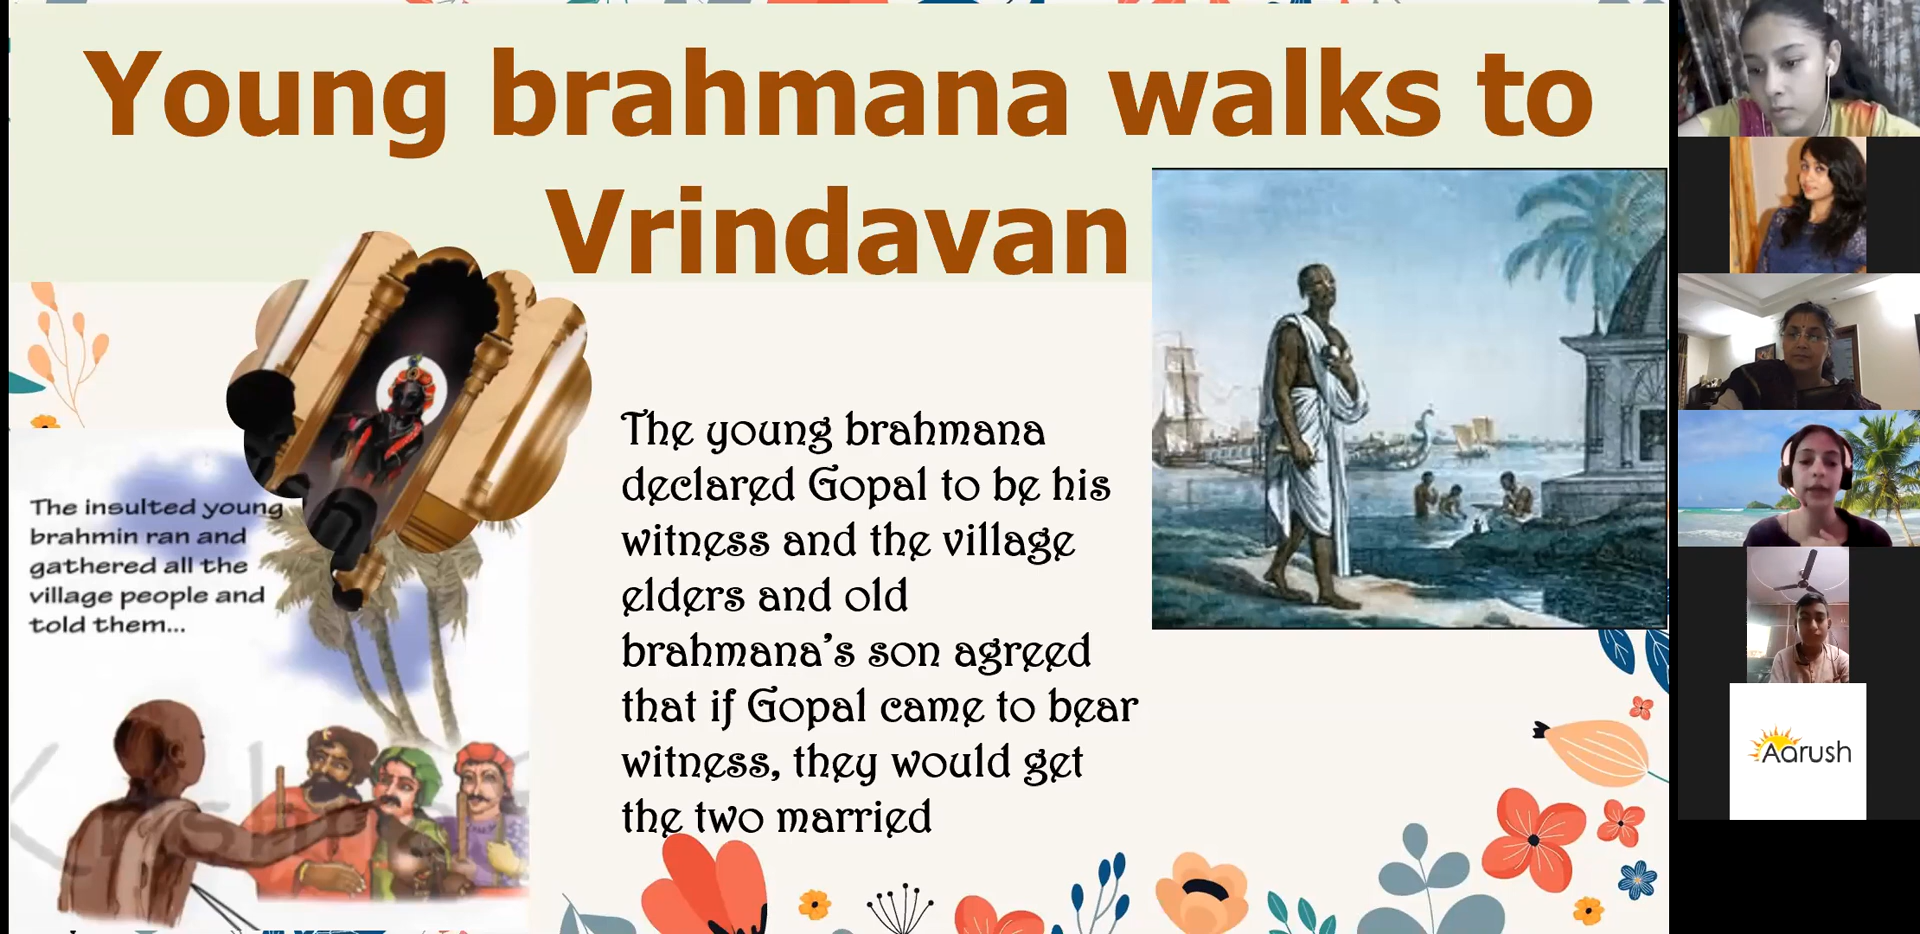 Young brahmana walks to
Vrindavan
The insulted young
brahmin ran and
gathered all the
village people and
told them...
The young brahmana
declared Gopal to be his
witness and the village
elders and old
brahmana's son agreed
that if Gopal came to bear
witness, they would get
the two married
Aarush